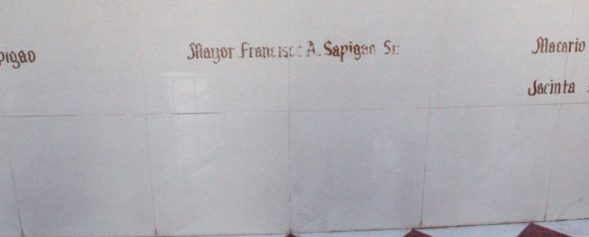 pigao
Mayor Francisco A. Sapigao Sr.
Macario
Jacinta